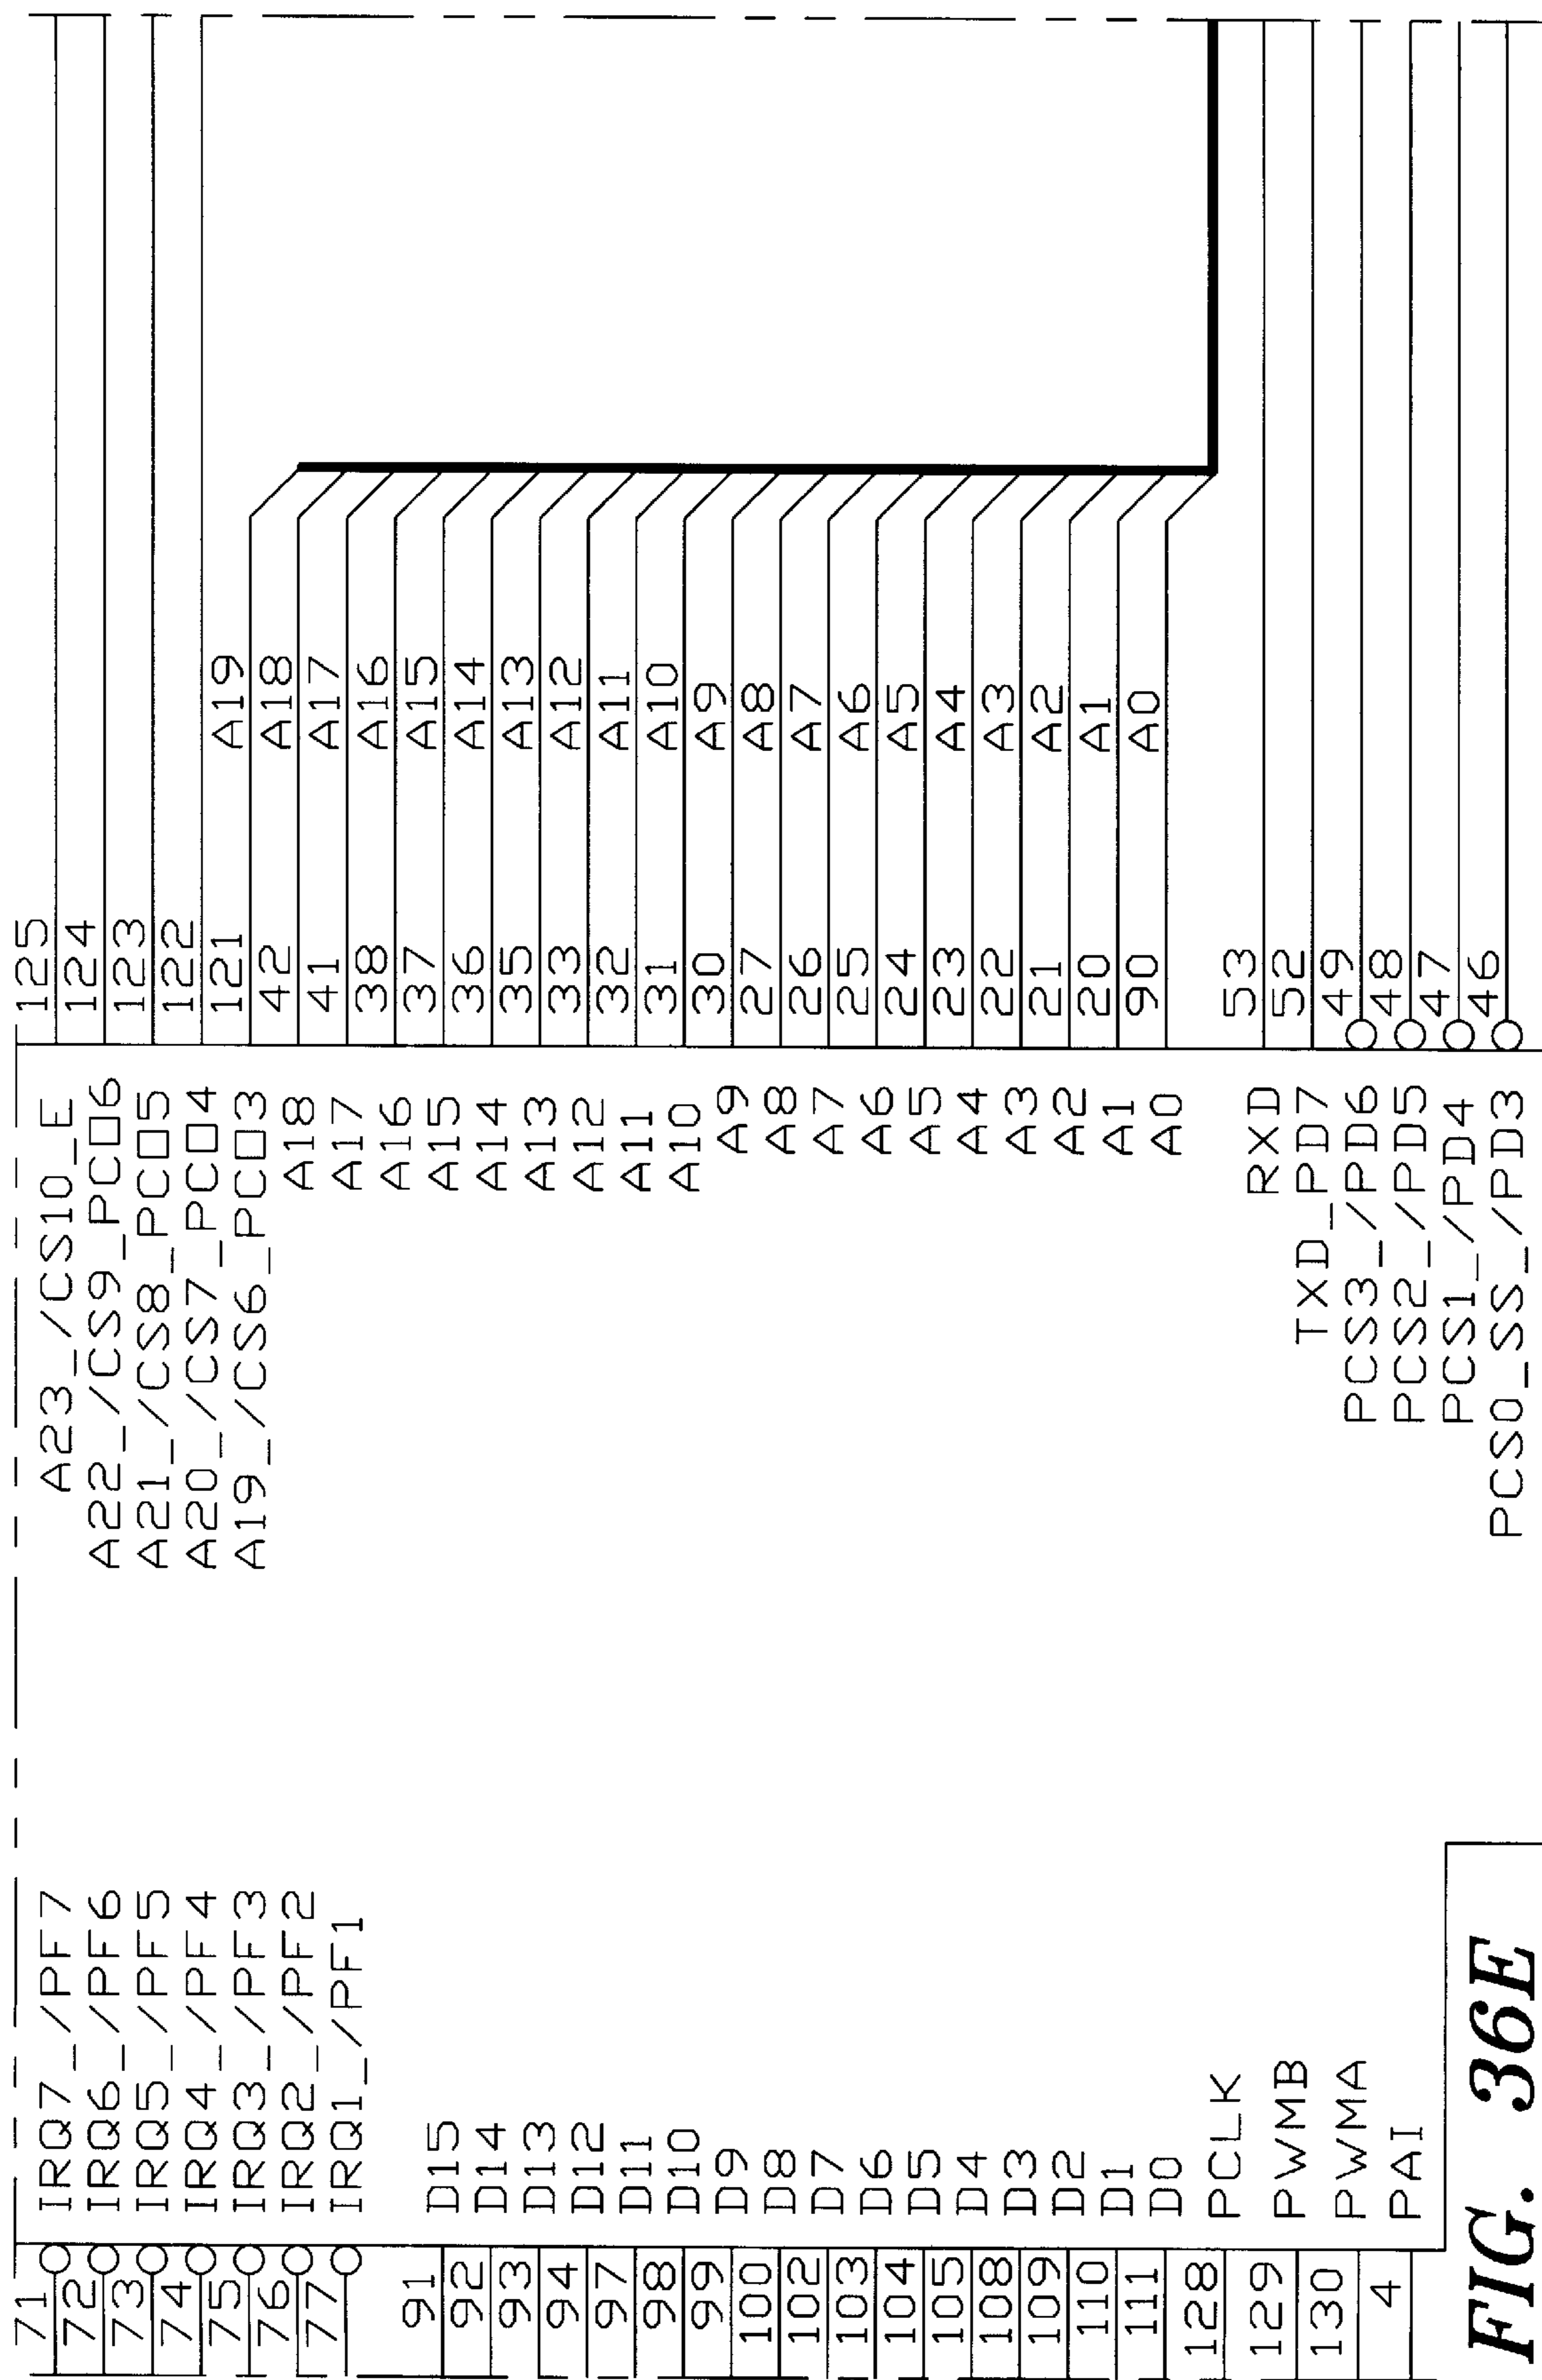 71 IRQ7_/PF7
72 IRQ6_/PF6
73 IRQ5_/PF5
74 IRQ4_/PF4
75 IRQ3_/PF3
76 IRQ2_/PF2
77 IRQ1_/PF1
91 D15
92 D14
93 D13
94 D12
97 D11
98 D10
99 D9
100 D8
102 D7
103 D6
104 D5
105 D4
108 D3
109 D2
110 D1
111 D0
128 PCLK
129 PWMB
130 PWMA
4 PAI
A23_/CS10_E 125
A22_/CS9_PCO6 124
A21_/CS8_PCO5 123
A20_/CS7_PCO4 122
A19_/CS6_PCO3 121 A19
A18 42 A18
A17 41 A17
A16 38 A16
A15 37 A15
A14 36 A14
A13 35 A13
A12 33 A12
A11 32 A11
A10 31 A10
A9 30 A9
A8 27 A8
A7 26 A7
A6 25 A6
A5 24 A5
A4 23 A4
A3 22 A3
A2 21 A2
A1 20 A1
A0 90 A0
RXD 53
TXD_PD7 52
PCS3_/PD6 49
PCS2_/PD5 48
PCS1_/PD4 47
PCS0_SS_/PD3 46
FIG. 36E